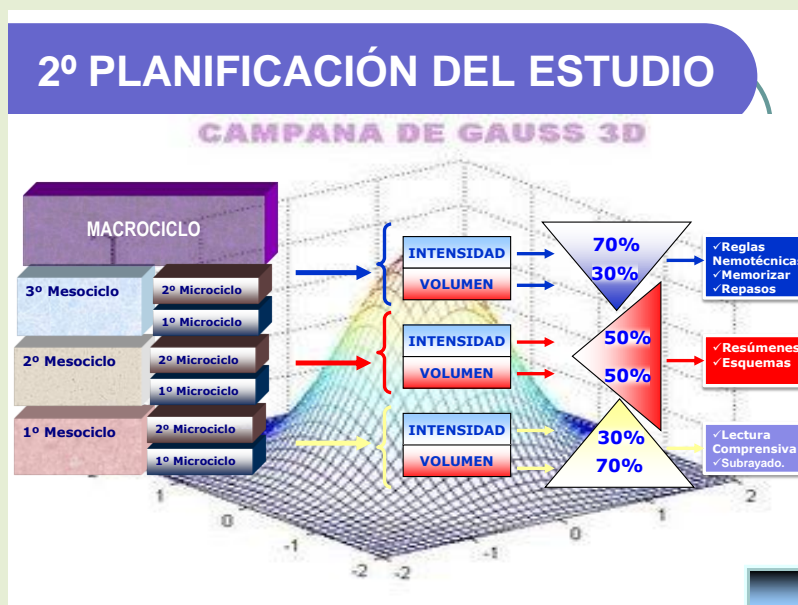 2º PLANIFICACIÓN DEL ESTUDIO
CAMPANA DE GAUSS 3D
MACROCICLO
3º Mesociclo
2º Microciclo
1º Microciclo
INTENSIDAD
VOLUMEN
70%
30%
✓Reglas
Nemotécnicas
✓Memorizar
✓Repasos
2º Mesociclo
2º Microciclo
1º Microciclo
INTENSIDAD
VOLUMEN
50%
50%
✓Resúmenes
✓Esquemas
1º Mesociclo
2º Microciclo
1º Microciclo
INTENSIDAD
VOLUMEN
30%
70%
✓Lectura
Comprensiva
✓Subrayado.
1
0
-1
-2
-2
-1
0
1
2